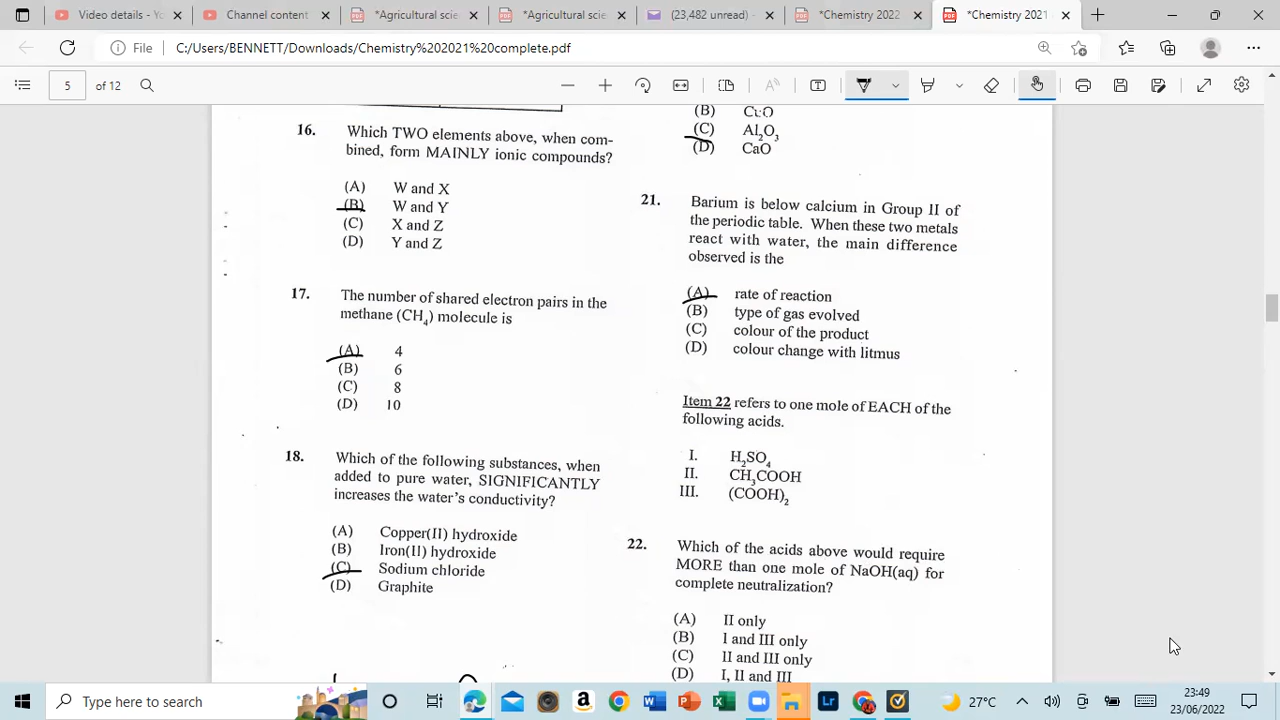 Video elements
YouTube content
*Agriculural scie
*Agricultural scie
(23,482 unread) -
*Chemistry 2022
*Chemistry 2021
File
C:/Users/BENNETT/Downloads/Chemistry%202021%20complete.pdf
5
of 12
16.
Which TWO elements above, when com-
bined, form MAINLY ionic compounds?
(A) W and X
(B) W and Y
(C) X and Z
(D) Y and Z
17.
The number of shared electron pairs in the
methane (CH4) molecule is
(A) 4
(B) 6
(C) 8
(D) 10
18.
Which of the following substances, when
added to pure water, SIGNIFICANTLY
increases the water's conductivity?
(A) Copper(II) hydroxide
(B) Iron(II) hydroxide
(C) Sodium chloride
(D) Graphite
(B) CuO
(C) Al2O3
(D) CaO
21.
Barium is below calcium in Group II of
the periodic table. When these two metals
react with water, the main difference
observed is the
(A) rate of reaction
(B) type of gas evolved
(C) colour of the product
(D) colour change with litmus
Item 22 refers to one mole of EACH of the
following acids.
I. H2SO4
II. CH3COOH
III. (COOH)2
22.
Which of the acids above would require
MORE than one mole of NaOH(aq) for
complete neutralization?
(A) II only
(B) I and III only
(C) II and III only
(D) I, II and III
Type here to search
27°C
23:49
23/06/2022